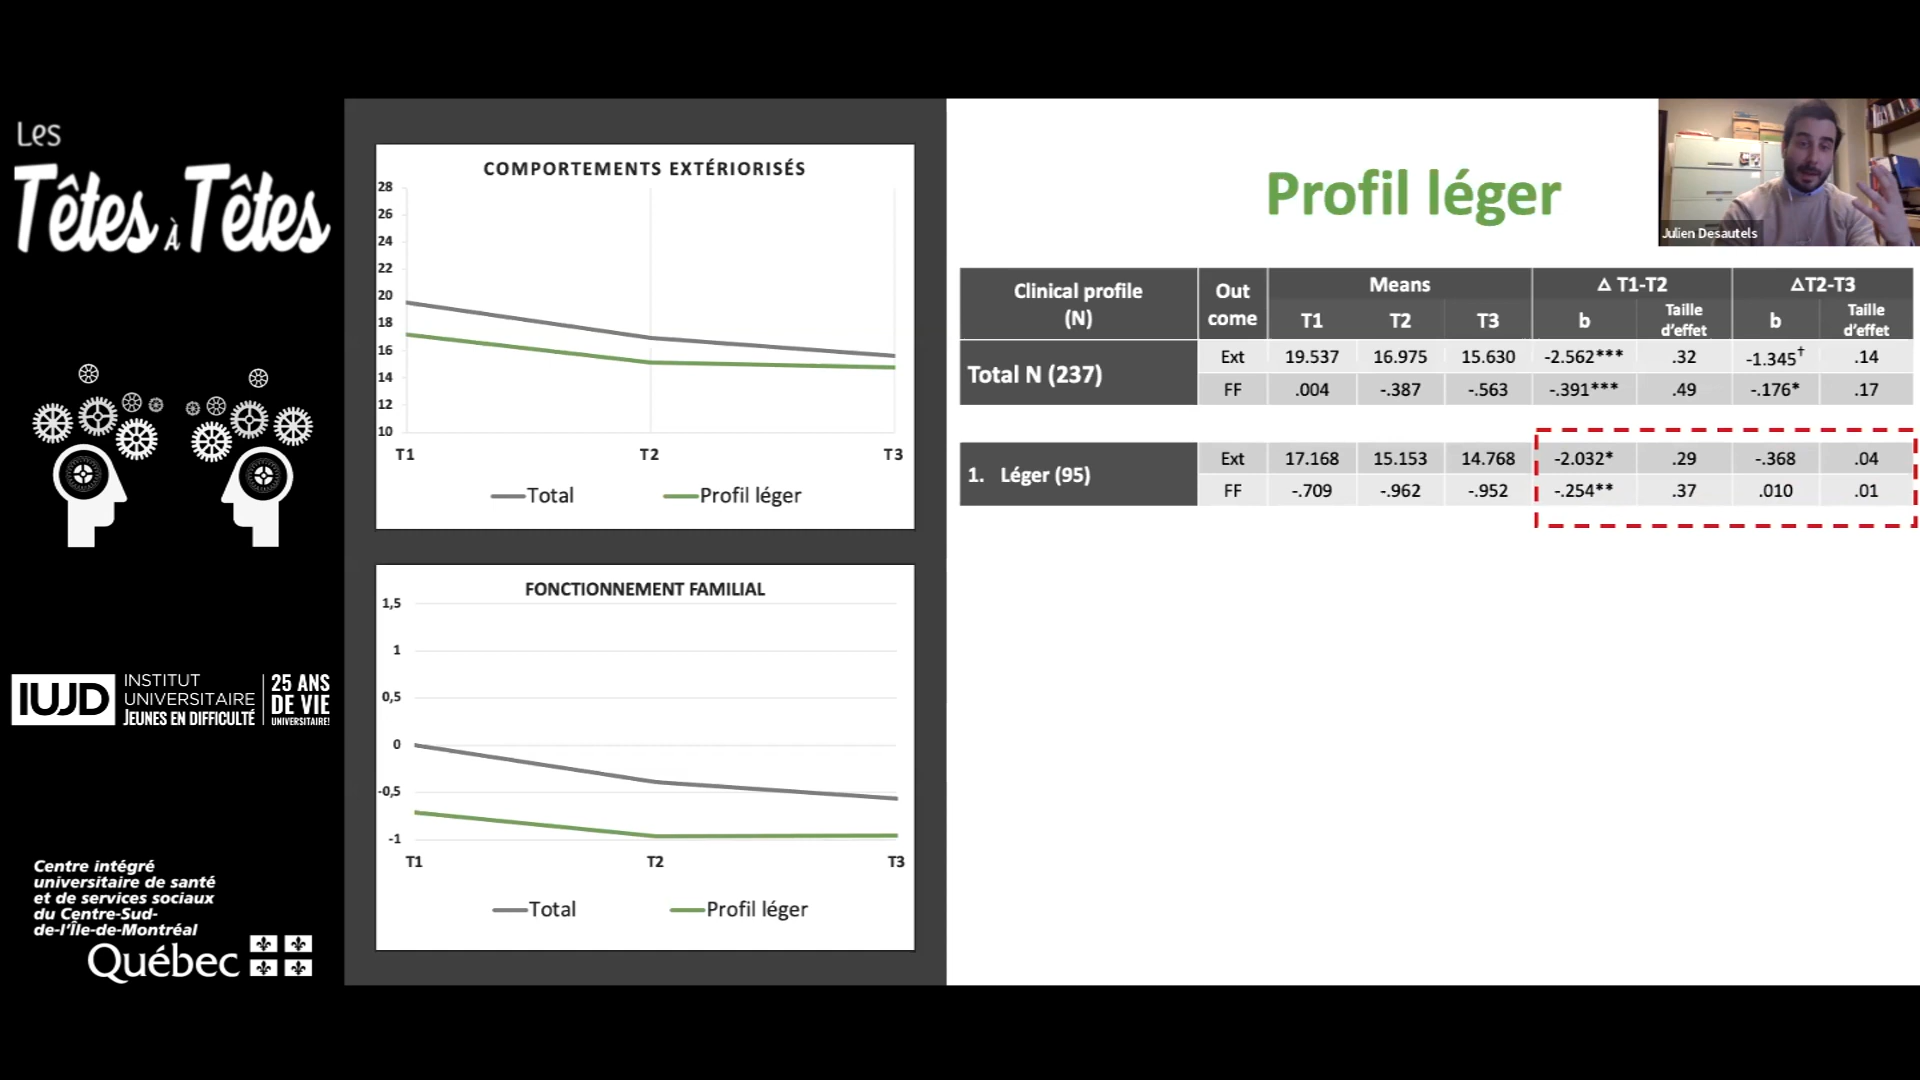 Les
Têtes à Têtes
IUJD
INSTITUT
UNIVERSITAIRE
JEUNES EN DIFFICULTÉ
25 ANS
DE VIE
UNIVERSITAIRE!
Centre intégré
universitaire de santé
et de services sociaux
du Centre-Sud-
de-l'Île-de-Montréal
Québec
COMPORTEMENTS EXTÉRIORISÉS
28
26
24
22
20
18
16
14
12
10
T1 T2 T3
Total Profil léger
FONCTIONNEMENT FAMILIAL
1,5
1
0,5
0
-0,5
-1
T1 T2 T3
Total Profil léger
Profil léger
Julien Desautels
Clinical profile (N) Out come Means Δ T1-T2 ΔT2-T3
T1 T2 T3 b Taille d'effet b Taille d'effet
Total N (237) Ext 19.537 16.975 15.630 -2.562*** .32 -1.345† .14
FF .004 -.387 -.563 -.391*** .49 -.176* .17
1. Léger (95) Ext 17.168 15.153 14.768 -2.032* .29 -.368 .04
FF -.709 -.962 -.952 -.254** .37 .010 .01